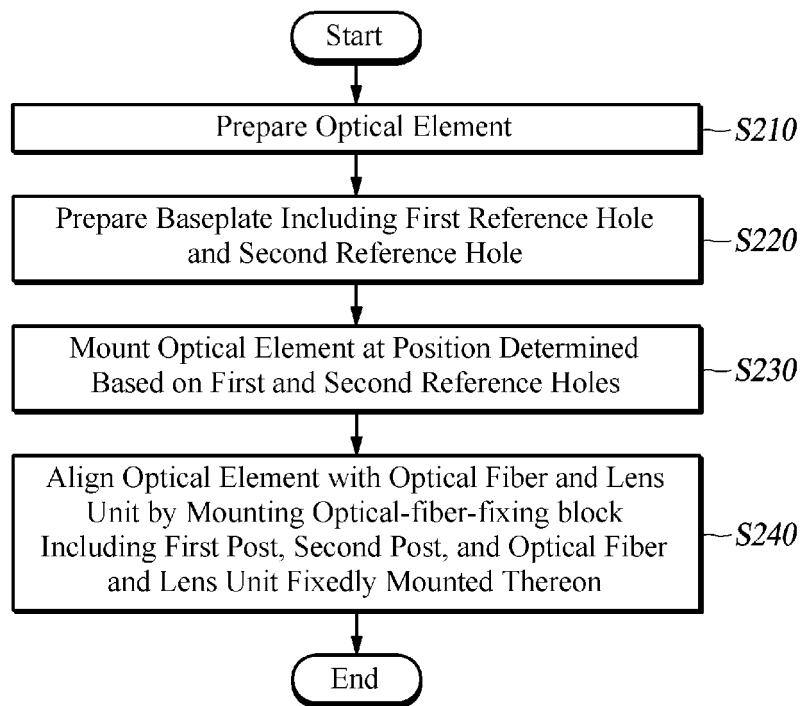 Start
Prepare Optical Element
S210
Prepare Baseplate Including First Reference Hole
and Second Reference Hole
S220
Mount Optical Element at Position Determined
Based on First and Second Reference Holes
S230
Align Optical Element with Optical Fiber and Lens
Unit by Mounting Optical-fiber-fixing block
Including First Post, Second Post, and Optical Fiber
and Lens Unit Fixedly Mounted Thereon
S240
End